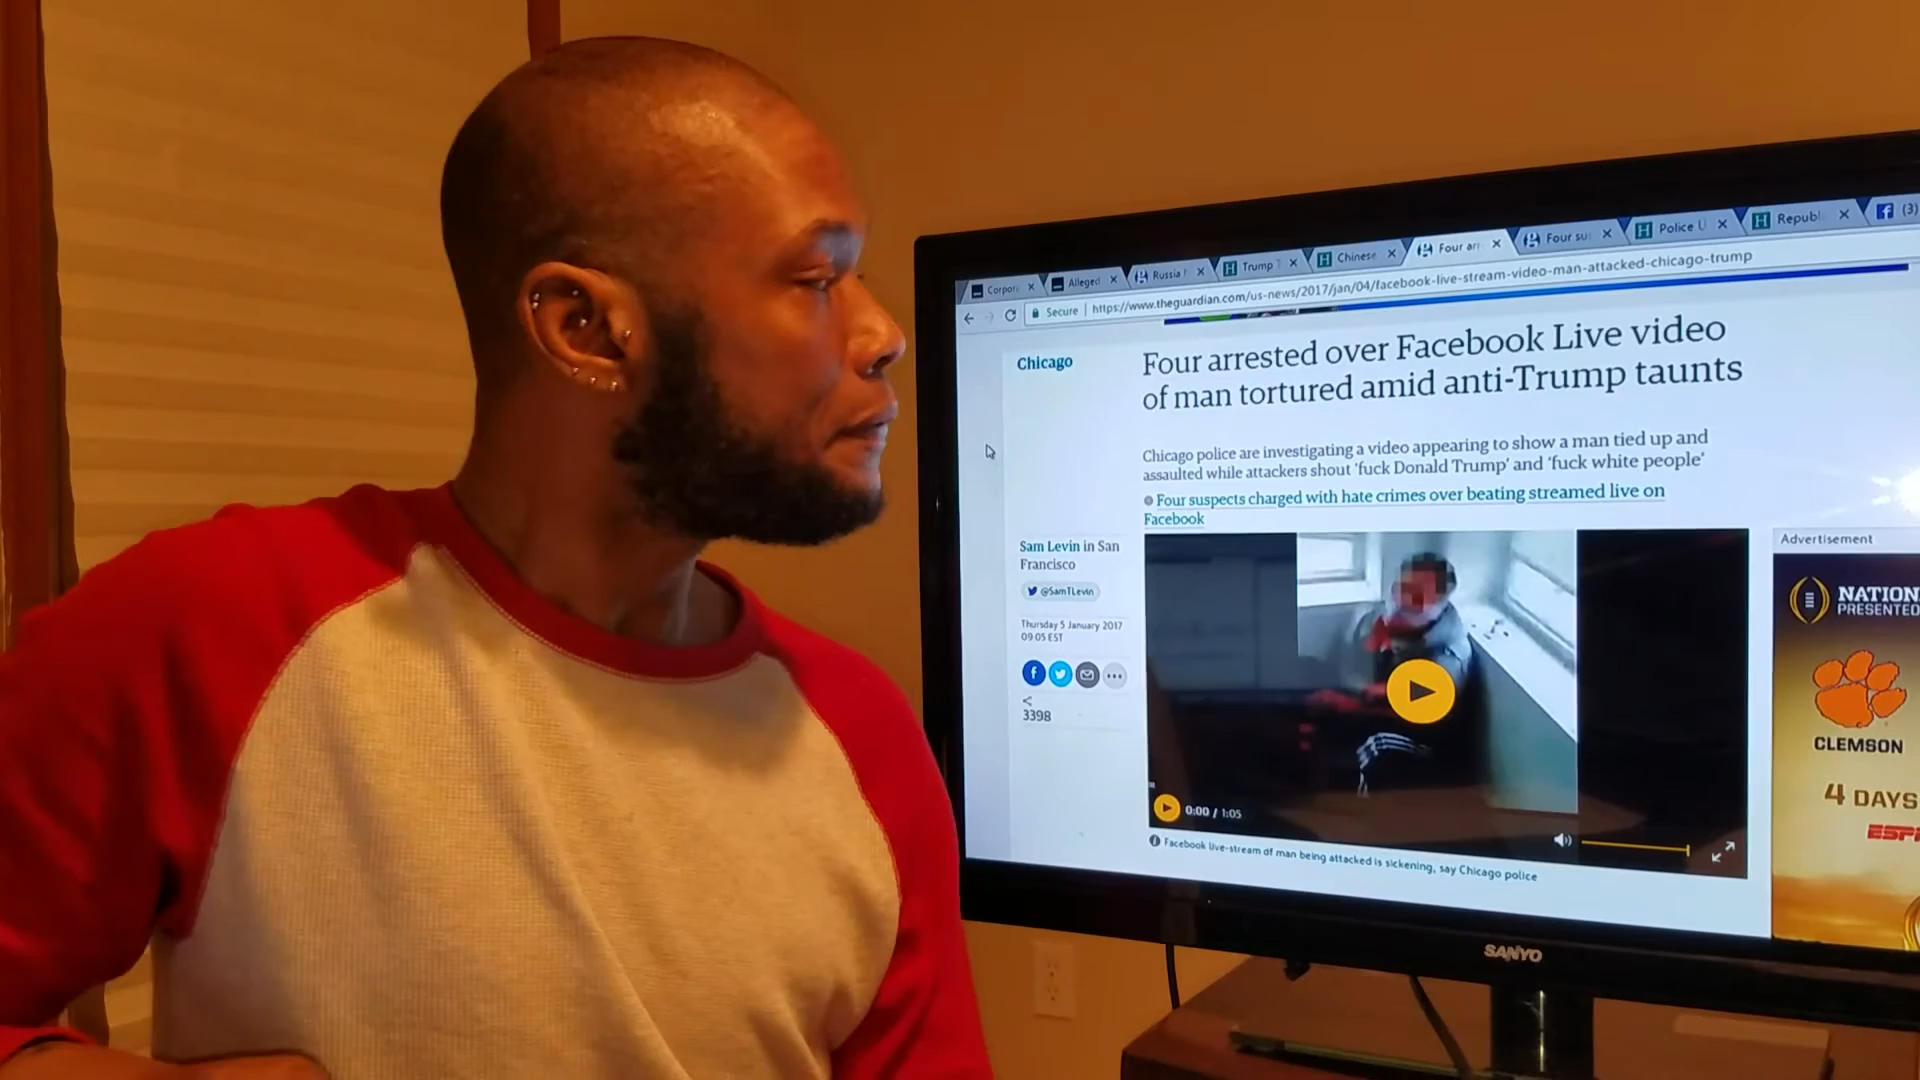 Corpor
Alleged
Russia
Trump
Chinese
Four arr
Four su
Police U
Republ
(3)
Secure
https://www.theguardian.com/us-news/2017/jan/04/facebook-live-stream-video-man-attacked-chicago-trump
Chicago
Four arrested over Facebook Live video
of man tortured amid anti-Trump taunts
Chicago police are investigating a video appearing to show a man tied up and
assaulted while attackers shout ‘fuck Donald Trump’ and ‘fuck white people’
Four suspects charged with hate crimes over beating streamed live on
Facebook
Sam Levin in San
Francisco
@SamTLevin
Thursday 5 January 2017
09.05 EST
3398
0:00 / 1:05
Facebook live-stream of man being attacked is sickening, say Chicago police
Advertisement
NATION
PRESENTED
CLEMSON
4 DAYS
ESP
SANYO